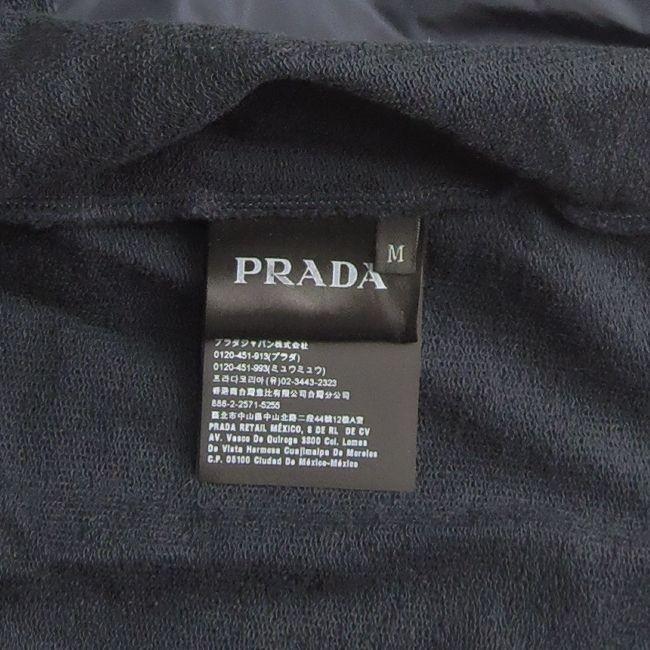 M
PRADA
プラダジャパン株式会社
0120-451-913(プラダ)
0120-451-993(ミュウミュウ)
프라다코리아(유)02-3443-2323
香港商台灣普拉比有限公司台灣分公司
886-2-2571-5255
臺北市中山區中山北路二段44號12樓A室
PRADA RETAIL MÉXICO, S DE RL DE CV
AV. Vasco De Quiroga 3800 Col. Lomas
De Vista Hermosa Cuajimalpa De Morelos
C.P. 05100 Ciudad De México-México